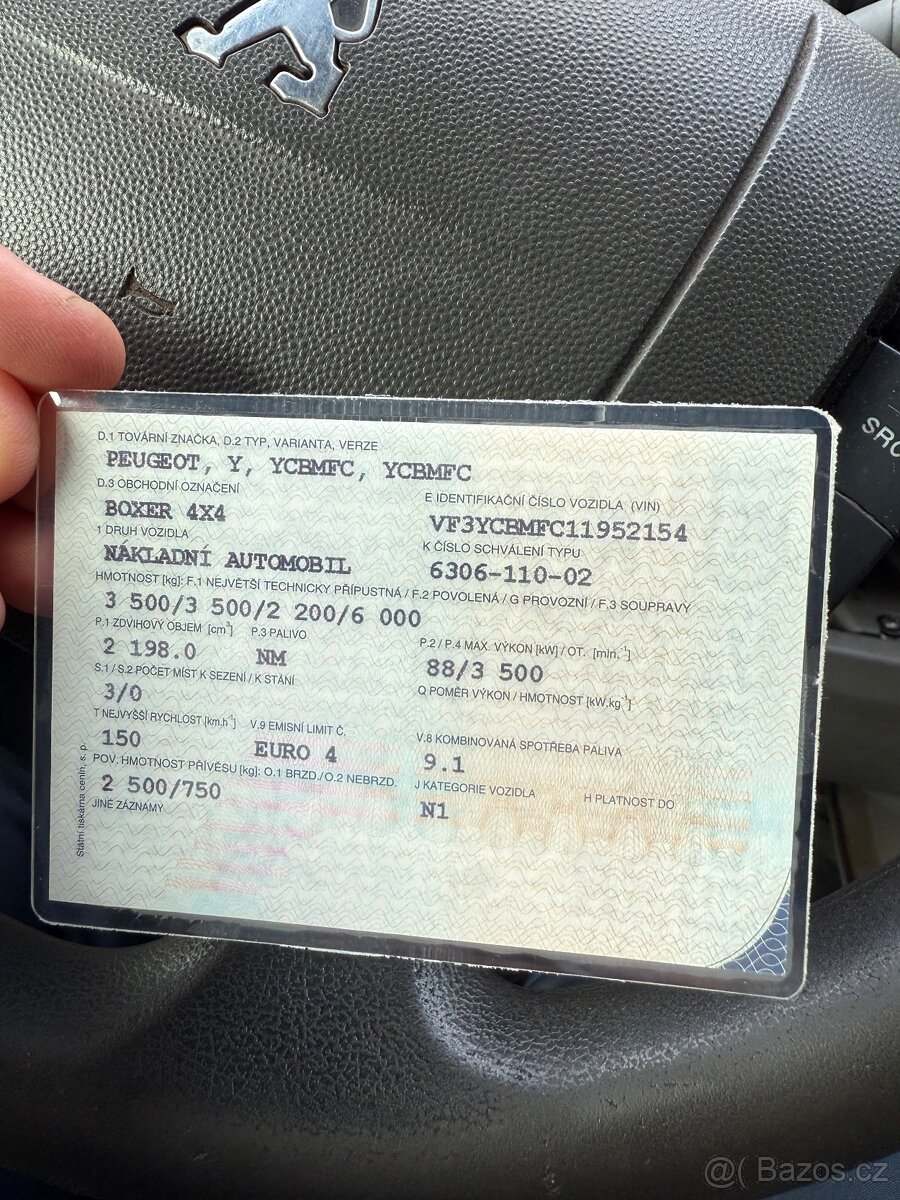 D.1 TOVÁRNÍ ZNAČKA, D.2 TYP, VARIANTA, VERZE
PEUGEOT, Y, YCBMFC, YCBMFC
D.3 OBCHODNÍ OZNAČENÍ
BOXER 4X4
E IDENTIFIKAČNÍ ČÍSLO VOZIDLA (VIN)
VF3YCBMFC11952154
1 DRUH VOZIDLA
NÁKLADNÍ AUTOMOBIL
K ČÍSLO SCHVÁLENÍ TYPU
6306-110-02
HMOTNOST [kg]: F.1 NEJVĚTŠÍ TECHNICKY PŘÍPUSTNÁ / F.2 POVOLENÁ / G PROVOZNÍ / F.3 SOUPRAVY
3 500/3 500/2 200/6 000
P.1 ZDVIHOVÝ OBJEM [cm³] P.3 PALIVO
2 198.0 NM
P.2 / P.4 MAX. VÝKON [kW] / OT. [min.⁻¹]
88/3 500
S.1 / S.2 POČET MÍST K SEZENÍ / K STÁNÍ
3/0
Q POMĚR VÝKON / HMOTNOST [kW.kg⁻¹]
T NEJVYŠŠÍ RYCHLOST [km.h⁻¹] V.9 EMISNÍ LIMIT Č.
150 EURO 4
V.8 KOMBINOVANÁ SPOTŘEBA PALIVA
9.1
POV. HMOTNOST PŘÍVĚSU [kg]: O.1 BRZD./O.2 NEBRZD.
2 500/750
J KATEGORIE VOZIDLA H PLATNOST DO
N1
JINÉ ZÁZNAMY
Státní tiskárna cenin, s. p.
SRC
@( Bazos.cz